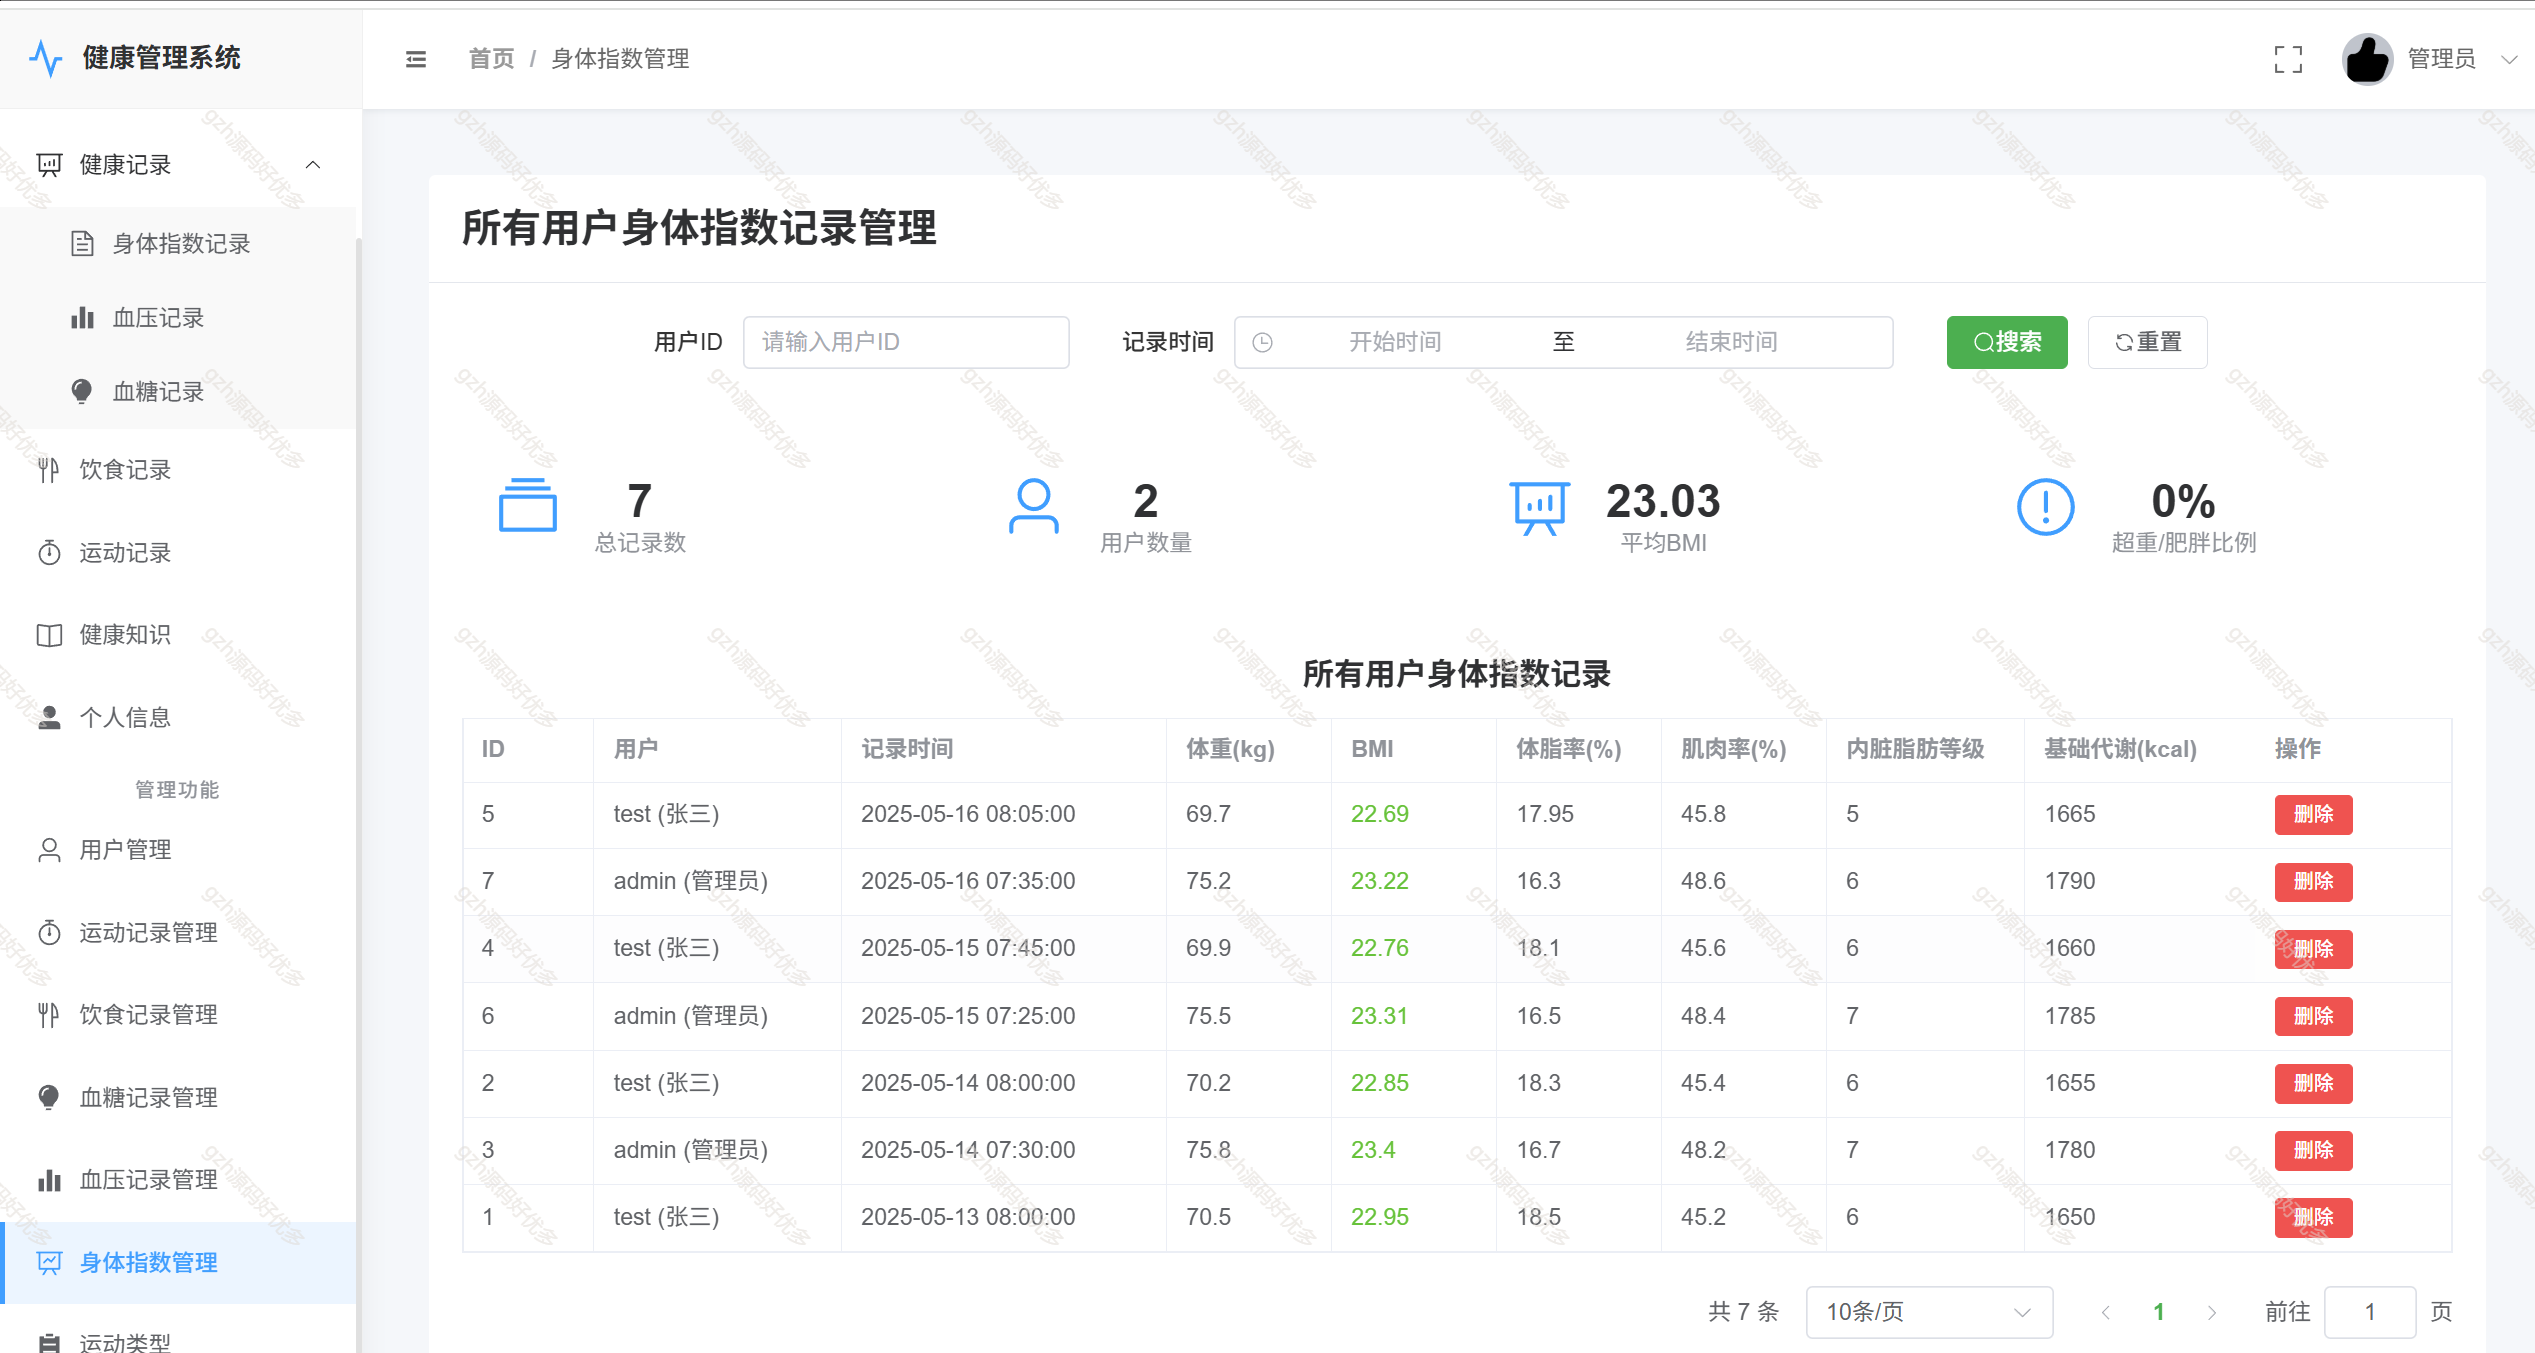 健康管理系统
首页 / 身体指数管理
管理员
健康记录
身体指数记录
血压记录
血糖记录
饮食记录
运动记录
健康知识
个人信息
管理功能
用户管理
运动记录管理
饮食记录管理
血糖记录管理
血压记录管理
身体指数管理
运动类型
所有用户身体指数记录管理
用户ID 请输入用户ID 记录时间 开始时间 至 结束时间 搜索 重置
7 2 23.03 0%
总记录数 用户数量 平均BMI 超重/肥胖比例
所有用户身体指数记录
ID 用户 记录时间 体重(kg) BMI 体脂率(%) 肌肉率(%) 内脏脂肪等级 基础代谢(kcal) 操作
5 test (张三) 2025-05-16 08:05:00 69.7 22.69 17.95 45.8 5 1665 删除
7 admin (管理员) 2025-05-16 07:35:00 75.2 23.22 16.3 48.6 6 1790 删除
4 test (张三) 2025-05-15 07:45:00 69.9 22.76 18.1 45.6 6 1660 删除
6 admin (管理员) 2025-05-15 07:25:00 75.5 23.31 16.5 48.4 7 1785 删除
2 test (张三) 2025-05-14 08:00:00 70.2 22.85 18.3 45.4 6 1655 删除
3 admin (管理员) 2025-05-14 07:30:00 75.8 23.4 16.7 48.2 7 1780 删除
1 test (张三) 2025-05-13 08:00:00 70.5 22.95 18.5 45.2 6 1650 删除
共 7 条 10条/页 1 前往 1 页
gzh源码好优多